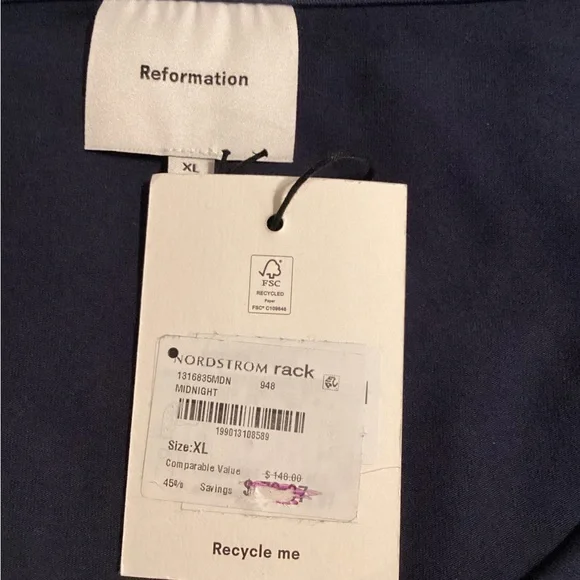 Reformation
XL
FSC
RECYCLED
Paper
FSC® C109648
NORDSTROM rack
1316835MDN 948
MIDNIGHT
199013108589
Size:XL
Comparable Value $ 148.00
45% Savings $
Recycle me